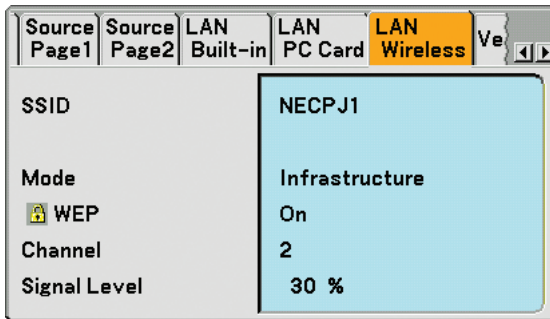 Source Page1 Source Page2 LAN Built-in LAN PC Card LAN Wireless Ve
SSID NECPJ1
Mode Infrastructure
WEP On
Channel 2
Signal Level 30 %